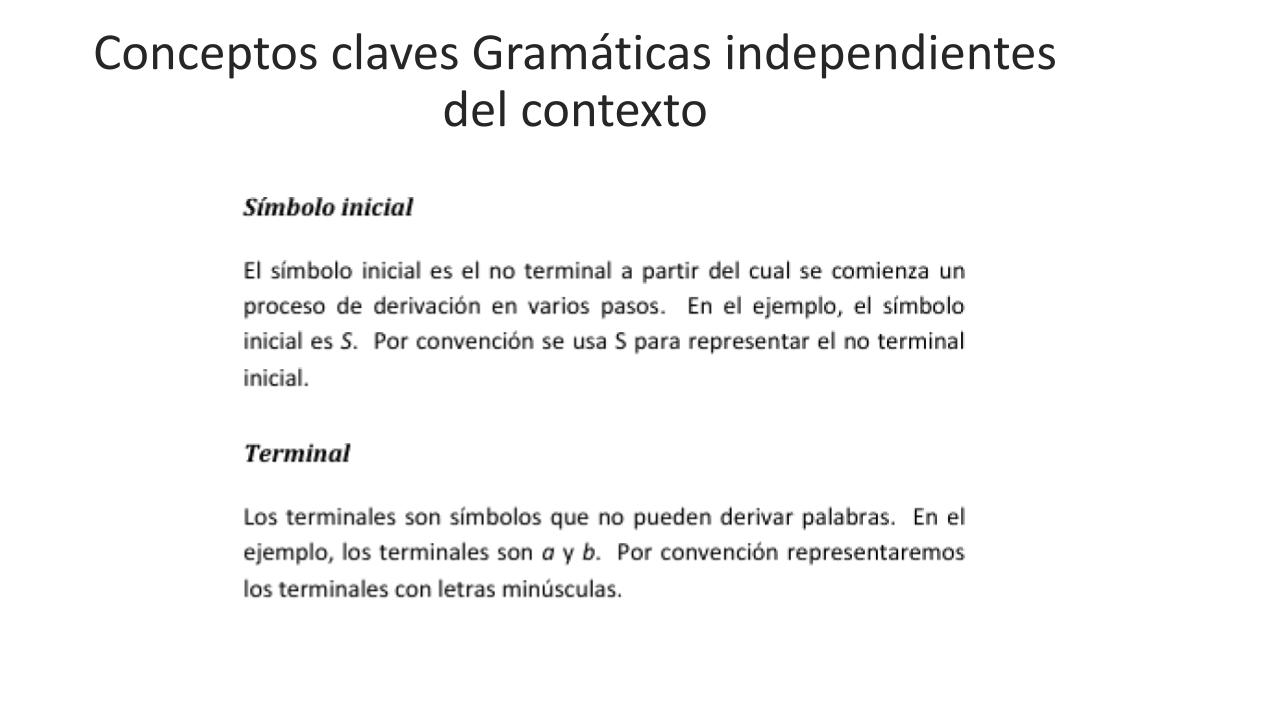 Conceptos claves Gramáticas independientes
del contexto
Símbolo inicial
El símbolo inicial es el no terminal a partir del cual se comienza un
proceso de derivación en varios pasos. En el ejemplo, el símbolo
inicial es S. Por convención se usa S para representar el no terminal
inicial.
Terminal
Los terminales son símbolos que no pueden derivar palabras. En el
ejemplo, los terminales son a y b. Por convención representaremos
los terminales con letras minúsculas.